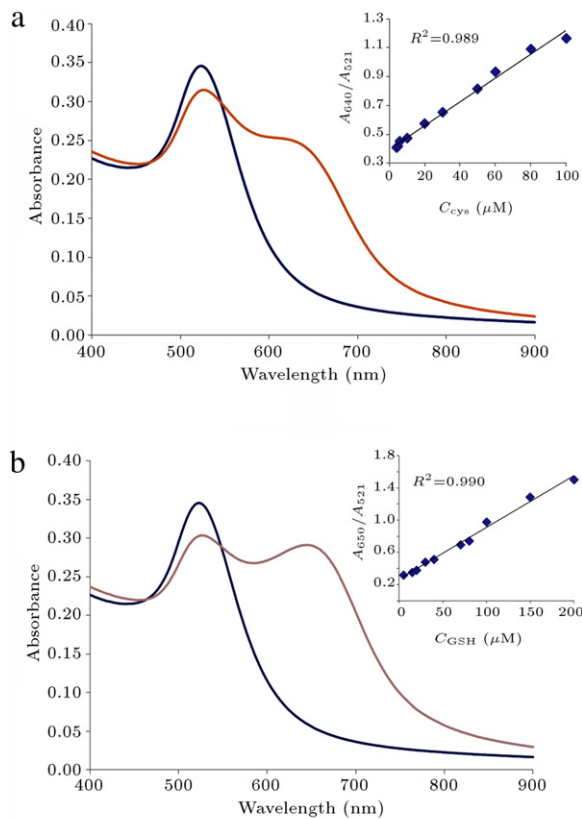 a
0.40
0.35
0.30
0.25
0.20
0.15
0.10
0.05
0.00
Absorbance
400 500 600 700 800 900
Wavelength (nm)
1.3
1.1
0.9
0.7
0.5
0.3
A640/A521
R²=0.989
0 20 40 60 80 100
Ccys (µM)
b
0.40
0.35
0.30
0.25
0.20
0.15
0.10
0.05
0.00
Absorbance
400 500 600 700 800 900
Wavelength (nm)
1.8
1.4
1.0
0.6
0.2
A650/A521
R²=0.990
0 50 100 150 200
CGSH (µM)